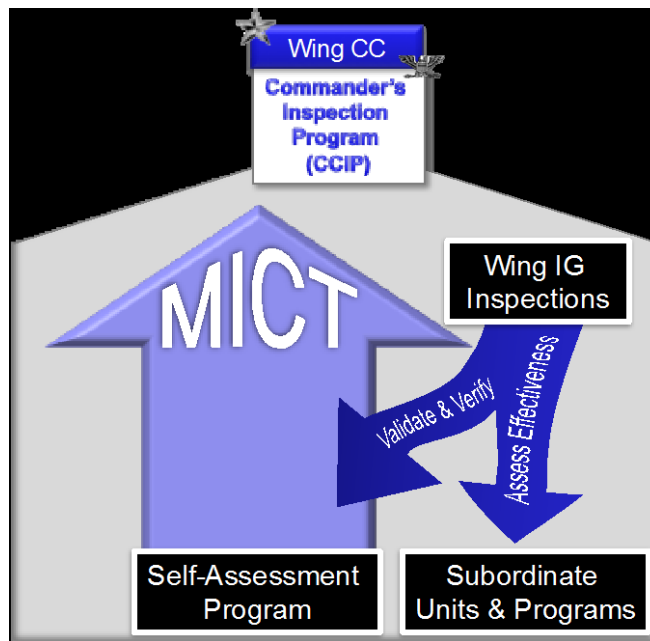 Wing CC
Commander's
Inspection
Program
(CCIP)
MICT
Wing IG
Inspections
Validate & Verify
Assess Effectiveness
Self-Assessment
Program
Subordinate
Units & Programs